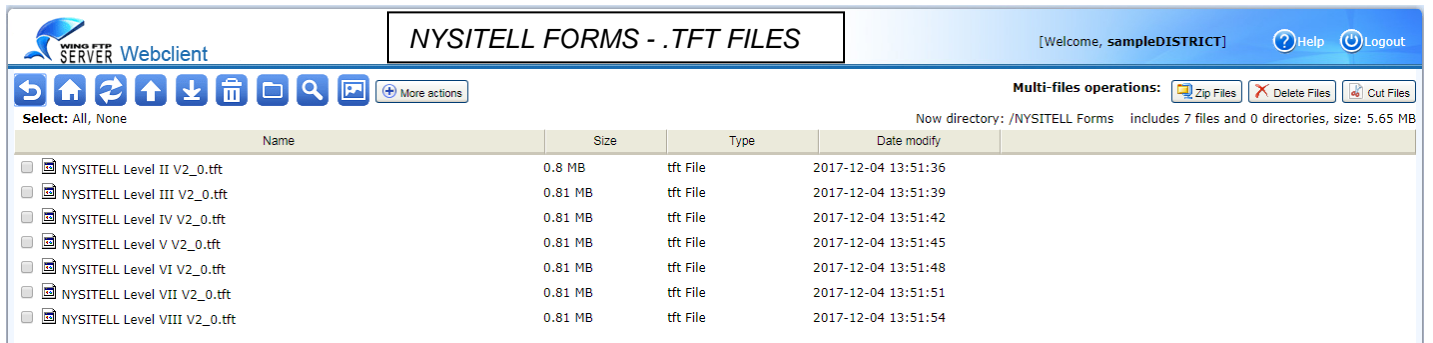 WING FTP SERVER Webclient
NYSITELL FORMS - .TFT FILES
[Welcome, sampleDISTRICT] Help Logout
More actions
Multi-files operations: Zip Files Delete Files Cut Files
Select: All, None
Now directory: /NYSITELL Forms includes 7 files and 0 directories, size: 5.65 MB
Name Size Type Date modify
NYSITELL Level II V2_0.tft 0.8 MB tft File 2017-12-04 13:51:36
NYSITELL Level III V2_0.tft 0.81 MB tft File 2017-12-04 13:51:39
NYSITELL Level IV V2_0.tft 0.81 MB tft File 2017-12-04 13:51:42
NYSITELL Level V V2_0.tft 0.81 MB tft File 2017-12-04 13:51:45
NYSITELL Level VI V2_0.tft 0.81 MB tft File 2017-12-04 13:51:48
NYSITELL Level VII V2_0.tft 0.81 MB tft File 2017-12-04 13:51:51
NYSITELL Level VIII V2_0.tft 0.81 MB tft File 2017-12-04 13:51:54